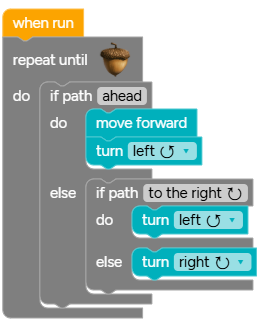 when run
repeat until
do if path ahead
do move forward
turn left ↺ ▼
else if path to the right ↻
do turn left ↺ ▼
else turn right ↻ ▼